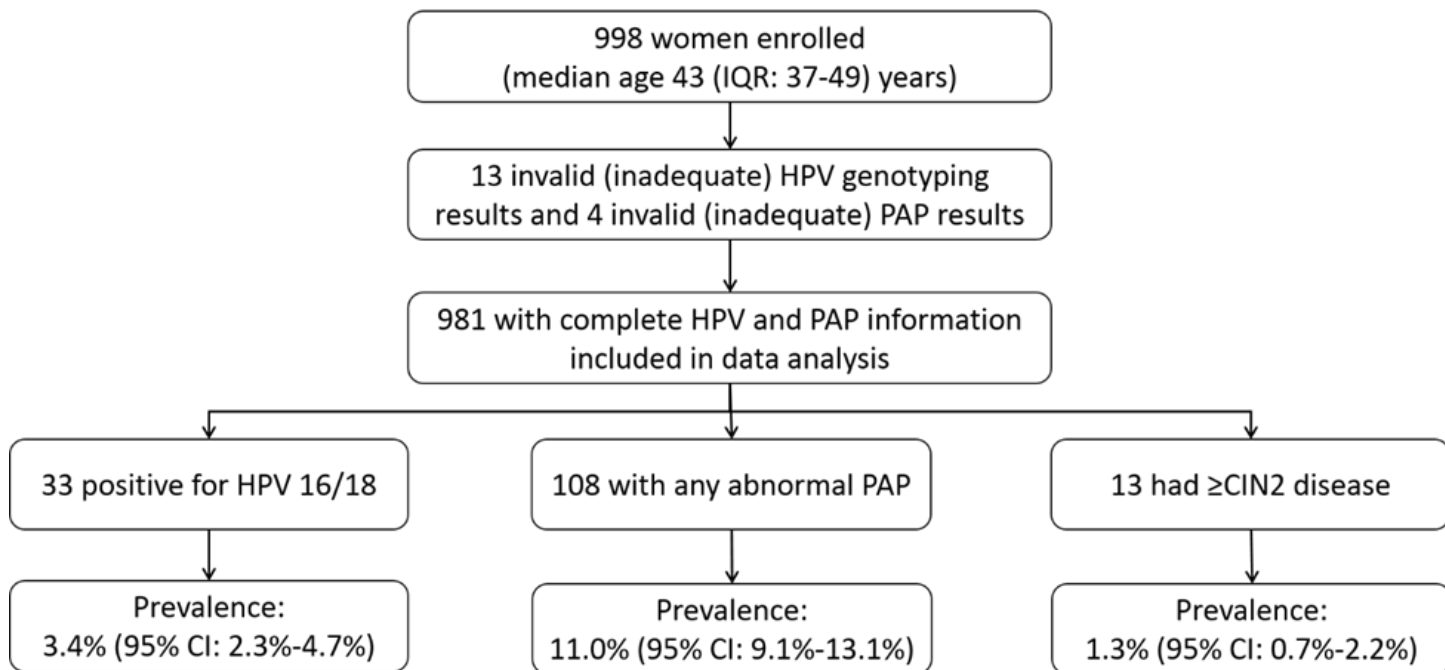 998 women enrolled
(median age 43 (IQR: 37-49) years)
13 invalid (inadequate) HPV genotyping
results and 4 invalid (inadequate) PAP results
981 with complete HPV and PAP information
included in data analysis
33 positive for HPV 16/18
108 with any abnormal PAP
13 had ≥CIN2 disease
Prevalence:
3.4% (95% CI: 2.3%-4.7%)
Prevalence:
11.0% (95% CI: 9.1%-13.1%)
Prevalence:
1.3% (95% CI: 0.7%-2.2%)